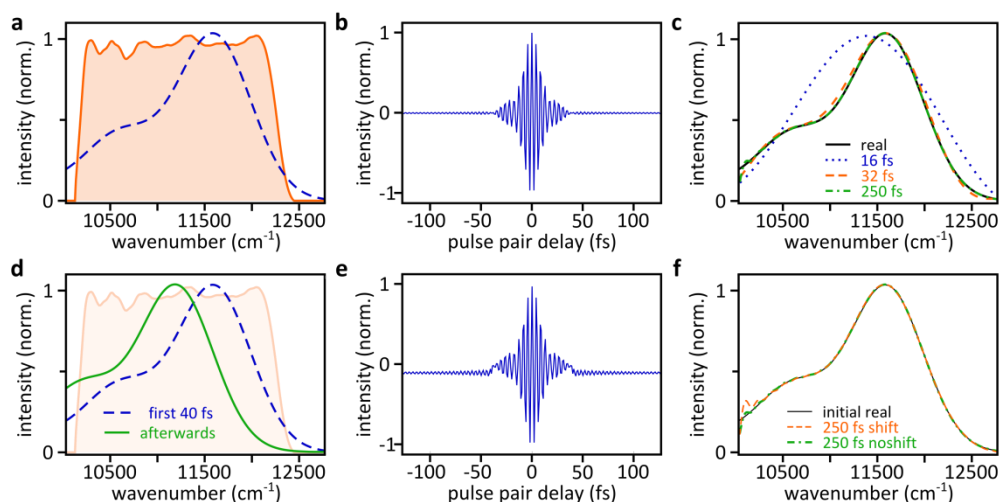 a
intensity (norm.)
1
0
10500
11500
12500
wavenumber (cm⁻¹)
b
intensity (norm.)
1
0
-1
-100
-50
0
50
100
pulse pair delay (fs)
c
intensity (norm.)
1
0
real
16 fs
32 fs
250 fs
10500
11500
12500
wavenumber (cm⁻¹)
d
intensity (norm.)
1
0
first 40 fs
afterwards
10500
11500
12500
wavenumber (cm⁻¹)
e
intensity (norm.)
1
0
-1
-100
-50
0
50
100
pulse pair delay (fs)
f
intensity (norm.)
1
0
initial real
250 fs shift
250 fs noshift
10500
11500
12500
wavenumber (cm⁻¹)